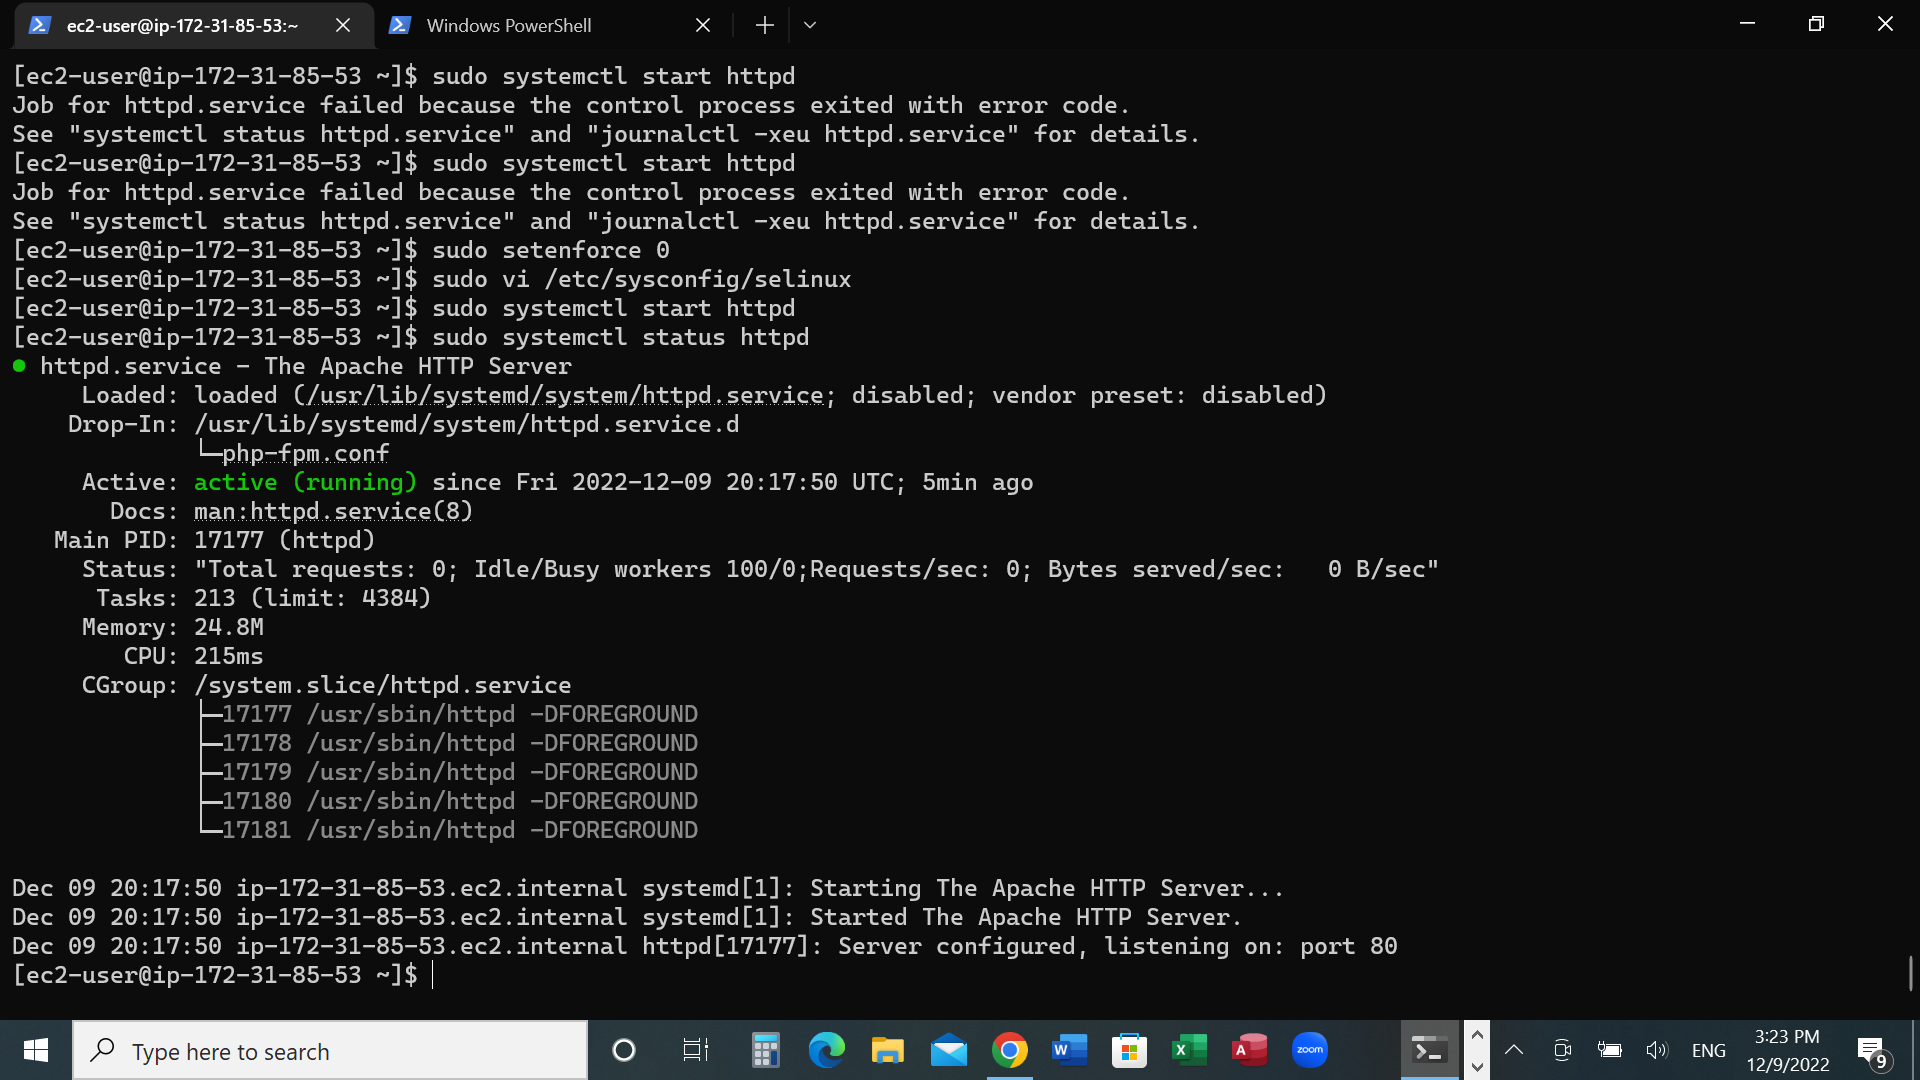 ec2-user@ip-172-31-85-53:~
Windows PowerShell
[ec2-user@ip-172-31-85-53 ~]$ sudo systemctl start httpd
Job for httpd.service failed because the control process exited with error code.
See "systemctl status httpd.service" and "journalctl -xeu httpd.service" for details.
[ec2-user@ip-172-31-85-53 ~]$ sudo systemctl start httpd
Job for httpd.service failed because the control process exited with error code.
See "systemctl status httpd.service" and "journalctl -xeu httpd.service" for details.
[ec2-user@ip-172-31-85-53 ~]$ sudo setenforce 0
[ec2-user@ip-172-31-85-53 ~]$ sudo vi /etc/sysconfig/selinux
[ec2-user@ip-172-31-85-53 ~]$ sudo systemctl start httpd
[ec2-user@ip-172-31-85-53 ~]$ sudo systemctl status httpd
● httpd.service - The Apache HTTP Server
     Loaded: loaded (/usr/lib/systemd/system/httpd.service; disabled; vendor preset: disabled)
    Drop-In: /usr/lib/systemd/system/httpd.service.d
             └─php-fpm.conf
     Active: active (running) since Fri 2022-12-09 20:17:50 UTC; 5min ago
       Docs: man:httpd.service(8)
   Main PID: 17177 (httpd)
     Status: "Total requests: 0; Idle/Busy workers 100/0;Requests/sec: 0; Bytes served/sec:   0 B/sec"
      Tasks: 213 (limit: 4384)
     Memory: 24.8M
        CPU: 215ms
     CGroup: /system.slice/httpd.service
             ├─17177 /usr/sbin/httpd -DFOREGROUND
             ├─17178 /usr/sbin/httpd -DFOREGROUND
             ├─17179 /usr/sbin/httpd -DFOREGROUND
             ├─17180 /usr/sbin/httpd -DFOREGROUND
             └─17181 /usr/sbin/httpd -DFOREGROUND
Dec 09 20:17:50 ip-172-31-85-53.ec2.internal systemd[1]: Starting The Apache HTTP Server...
Dec 09 20:17:50 ip-172-31-85-53.ec2.internal systemd[1]: Started The Apache HTTP Server.
Dec 09 20:17:50 ip-172-31-85-53.ec2.internal httpd[17177]: Server configured, listening on: port 80
[ec2-user@ip-172-31-85-53 ~]$
Type here to search
W
X
A
zoom
ENG
3:23 PM
12/9/2022
9